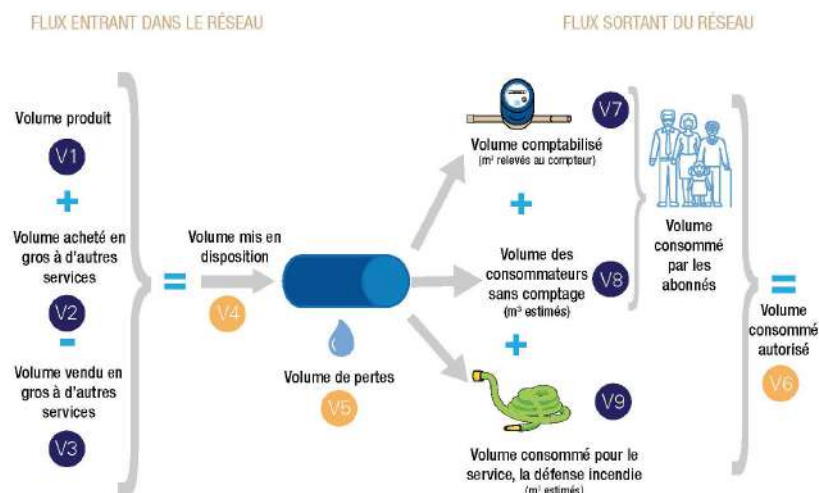 FLUX ENTRANT DANS LE RÉSEAU
FLUX SORTANT DU RÉSEAU
Volume produit
V1
+
Volume acheté en
gros à d'autres
services
V2
-
Volume vendu en
gros à d'autres
services
V3
=
Volume mis en
disposition
V4
Volume de pertes
V5
V7
Volume comptabilisé
(m³ relevés au compteur)
+
Volume des
consommateurs
sans comptage
(m³ estimés)
V8
+
V9
Volume consommé pour le
service, la défense incendie
(m³ estimés)
Volume
consommé
par les
abonnés
=
Volume
consommé
autorisé
V6